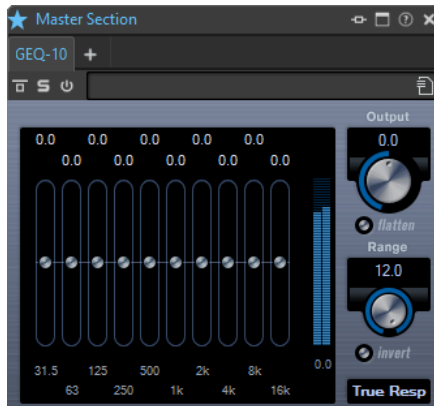 Master Section
GEQ-10 +
S
Output
0.0 0.0 0.0 0.0 0.0 0.0
0.0 0.0 0.0 0.0 0.0
flatten
Range
12.0
invert
31.5 125 500 2k 8k 0.0
63 250 1k 4k 16k True Resp